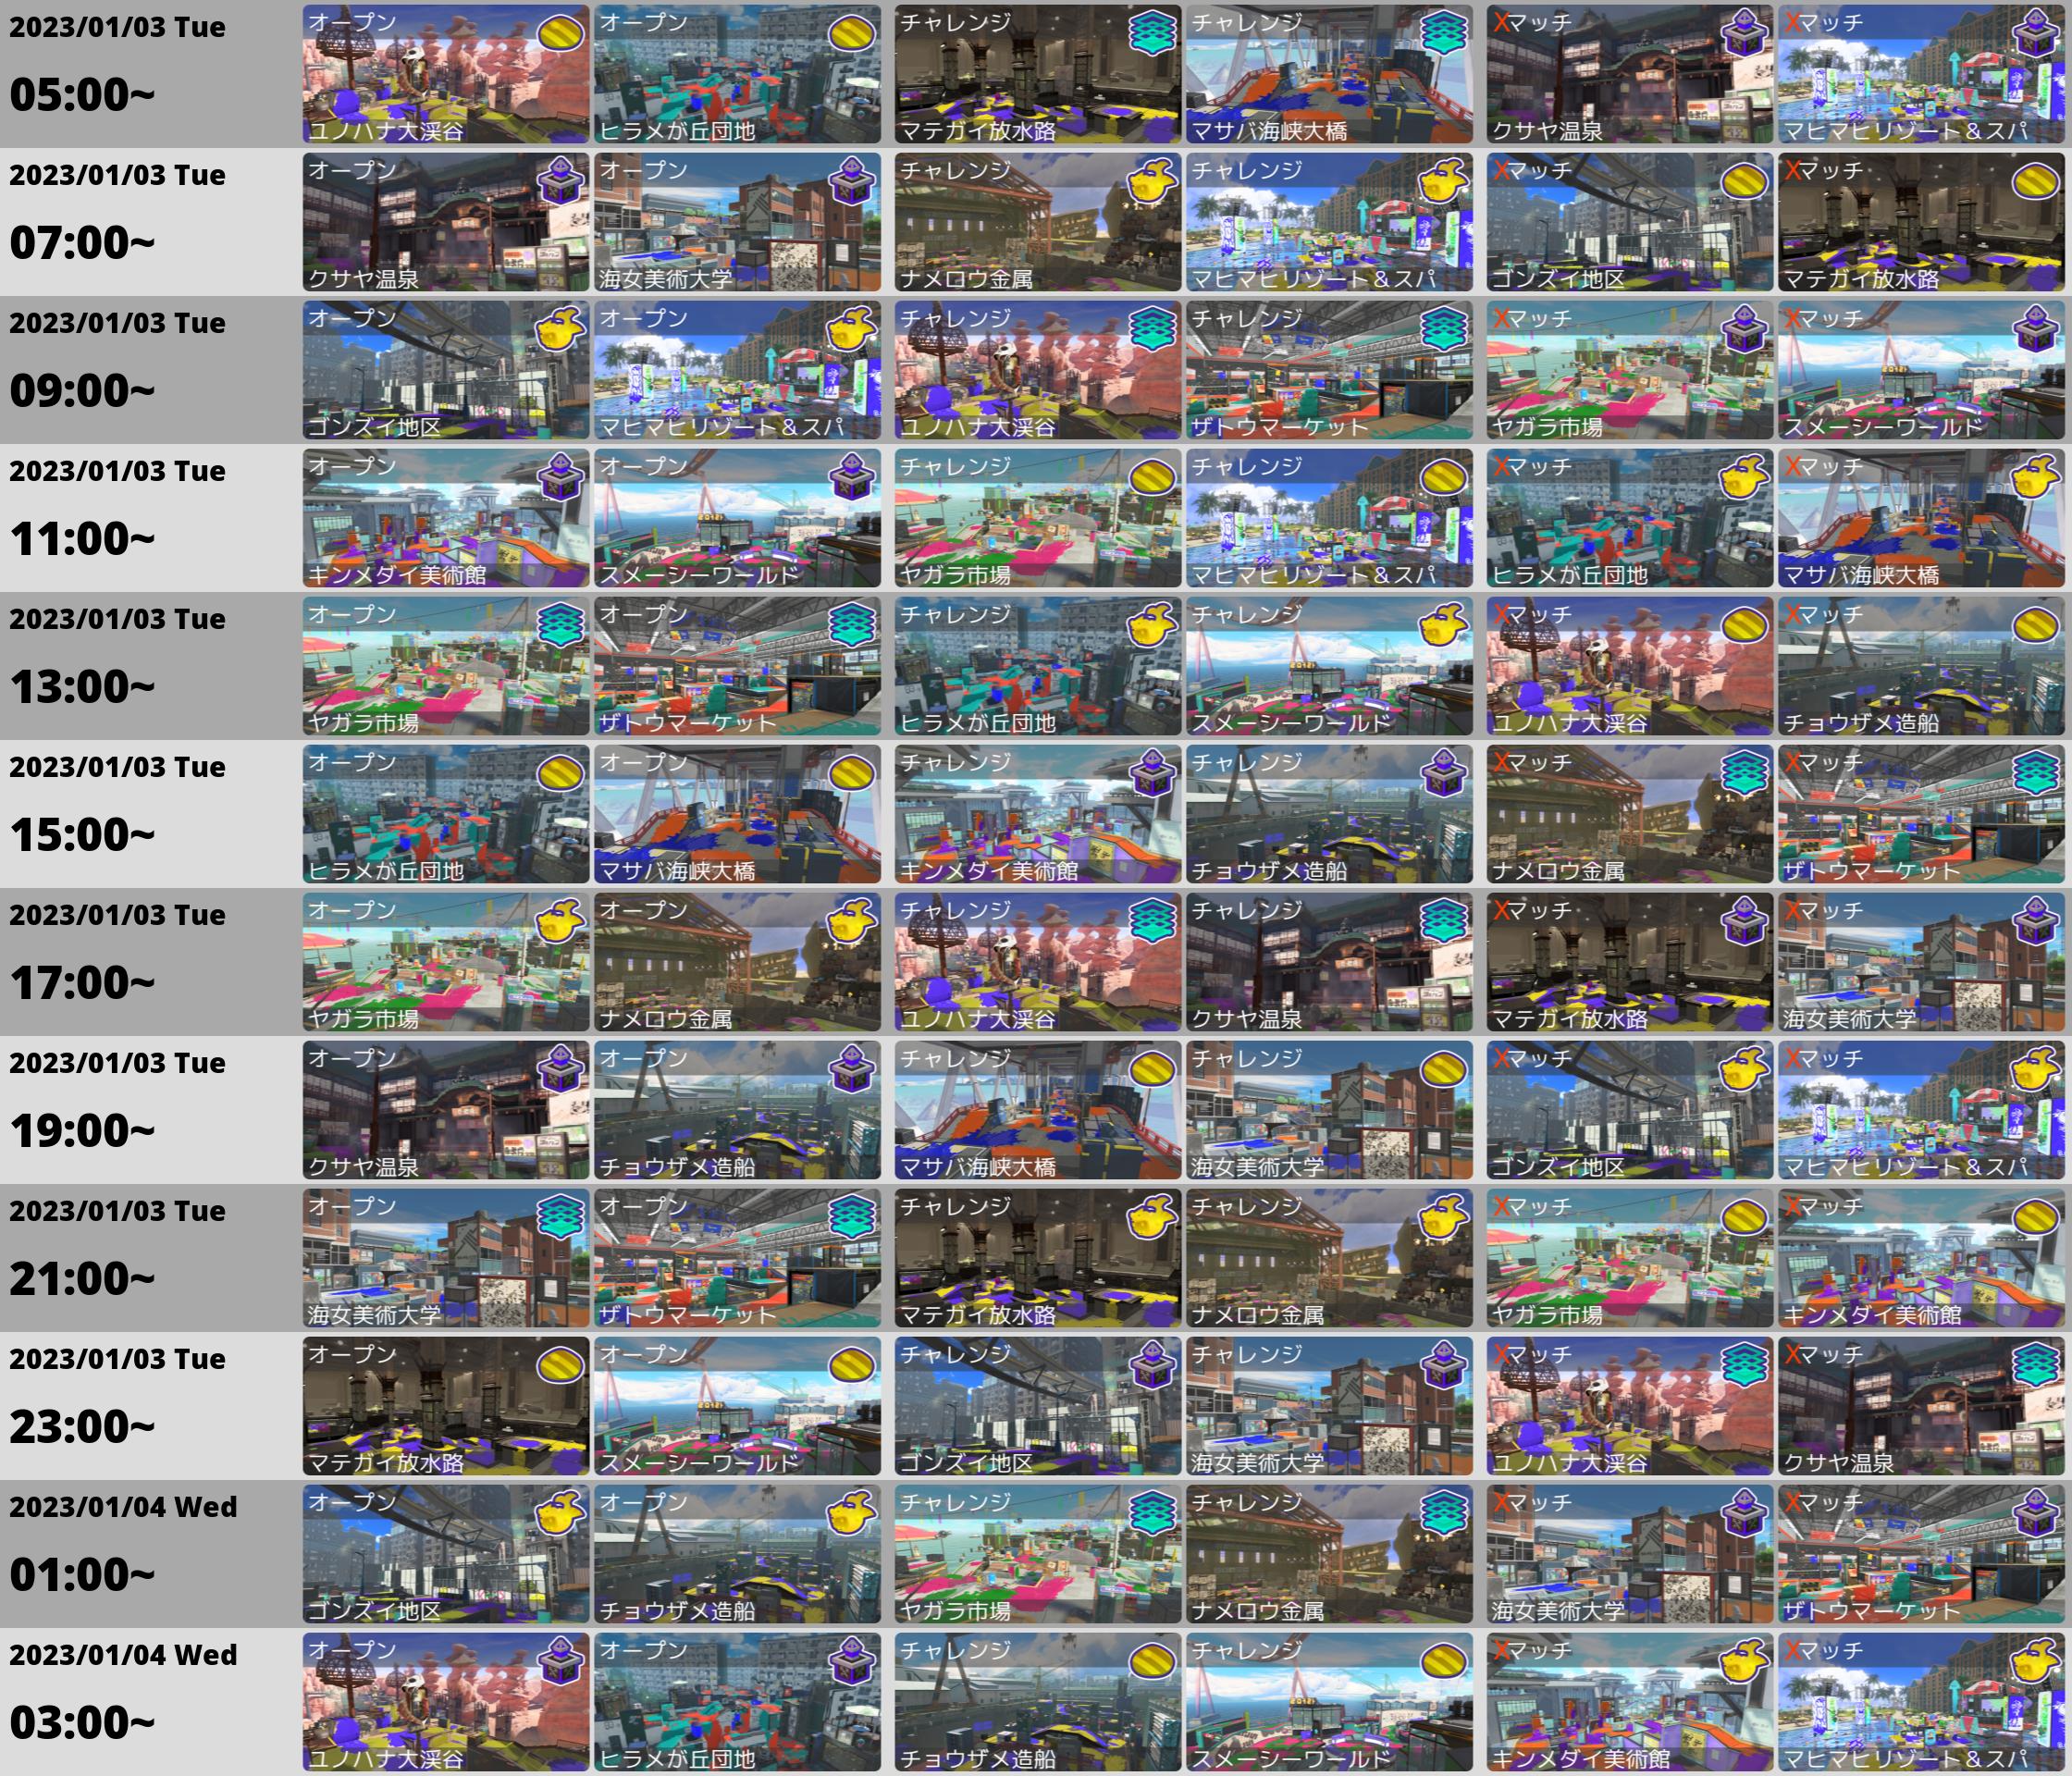 2023/01/03 Tue
05:00~
オープン
オープン
チャレンジ
チャレンジ
Xマッチ
Xマッチ
ユノハナ大渓谷
ヒラメが丘団地
マテガイ放水路
マサバ海峡大橋
クサヤ温泉
マヒマヒリゾート&スパ
2023/01/03 Tue
07:00~
オープン
オープン
チャレンジ
チャレンジ
Xマッチ
Xマッチ
クサヤ温泉
海女美術大学
ナメロウ金属
マヒマヒリゾート&スパ
ゴンズイ地区
マテガイ放水路
2023/01/03 Tue
09:00~
オープン
オープン
チャレンジ
チャレンジ
Xマッチ
Xマッチ
ゴンズイ地区
マヒマヒリゾート&スパ
ユノハナ大渓谷
ザトウマーケット
ヤガラ市場
スメーシーワールド
2023/01/03 Tue
11:00~
オープン
オープン
チャレンジ
チャレンジ
Xマッチ
Xマッチ
キンメダイ美術館
スメーシーワールド
ヤガラ市場
マヒマヒリゾート&スパ
ヒラメが丘団地
マサバ海峡大橋
2023/01/03 Tue
13:00~
オープン
オープン
チャレンジ
チャレンジ
Xマッチ
Xマッチ
ヤガラ市場
ザトウマーケット
ヒラメが丘団地
スメーシーワールド
ユノハナ大渓谷
チョウザメ造船
2023/01/03 Tue
15:00~
オープン
オープン
チャレンジ
チャレンジ
Xマッチ
Xマッチ
ヒラメが丘団地
マサバ海峡大橋
キンメダイ美術館
チョウザメ造船
ナメロウ金属
ザトウマーケット
2023/01/03 Tue
17:00~
オープン
オープン
チャレンジ
チャレンジ
Xマッチ
Xマッチ
ヤガラ市場
ナメロウ金属
ユノハナ大渓谷
クサヤ温泉
マテガイ放水路
海女美術大学
2023/01/03 Tue
19:00~
オープン
オープン
チャレンジ
チャレンジ
Xマッチ
Xマッチ
クサヤ温泉
チョウザメ造船
マサバ海峡大橋
海女美術大学
ゴンズイ地区
マヒマヒリゾート&スパ
2023/01/03 Tue
21:00~
オープン
オープン
チャレンジ
チャレンジ
Xマッチ
Xマッチ
海女美術大学
ザトウマーケット
マテガイ放水路
ナメロウ金属
ヤガラ市場
キンメダイ美術館
2023/01/03 Tue
23:00~
オープン
オープン
チャレンジ
チャレンジ
Xマッチ
Xマッチ
マテガイ放水路
スメーシーワールド
ゴンズイ地区
海女美術大学
ユノハナ大渓谷
クサヤ温泉
2023/01/04 Wed
01:00~
オープン
オープン
チャレンジ
チャレンジ
Xマッチ
Xマッチ
ゴンズイ地区
チョウザメ造船
ヤガラ市場
ナメロウ金属
海女美術大学
ザトウマーケット
2023/01/04 Wed
03:00~
オープン
オープン
チャレンジ
チャレンジ
Xマッチ
Xマッチ
ユノハナ大渓谷
ヒラメが丘団地
チョウザメ造船
スメーシーワールド
キンメダイ美術館
マヒマヒリゾート&スパ